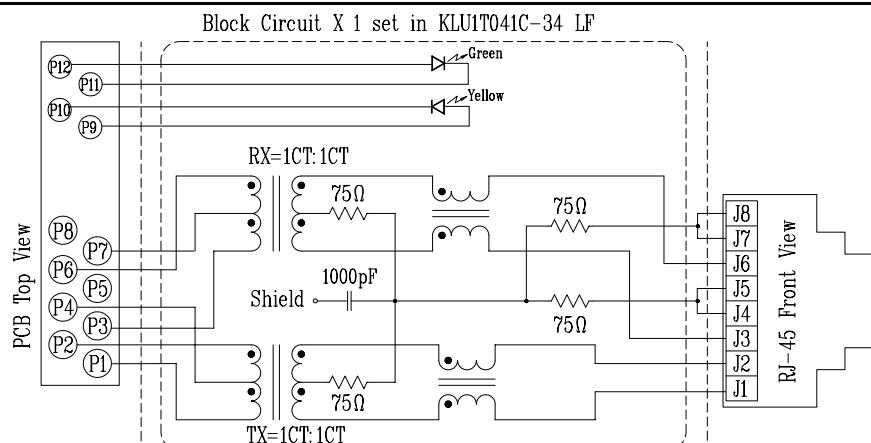 Block Circuit X 1 set in KLU1T041C-34 LF
P12
Green
P11
P10
Yellow
P9
RX=1CT:1CT
75Ω
75Ω
P8
P7
P6
P5
P4
P3
P2
P1
PCB Top View
1000pF
Shield
75Ω
75Ω
TX=1CT:1CT
J8
J7
J6
J5
J4
J3
J2
J1
RJ-45 Front View